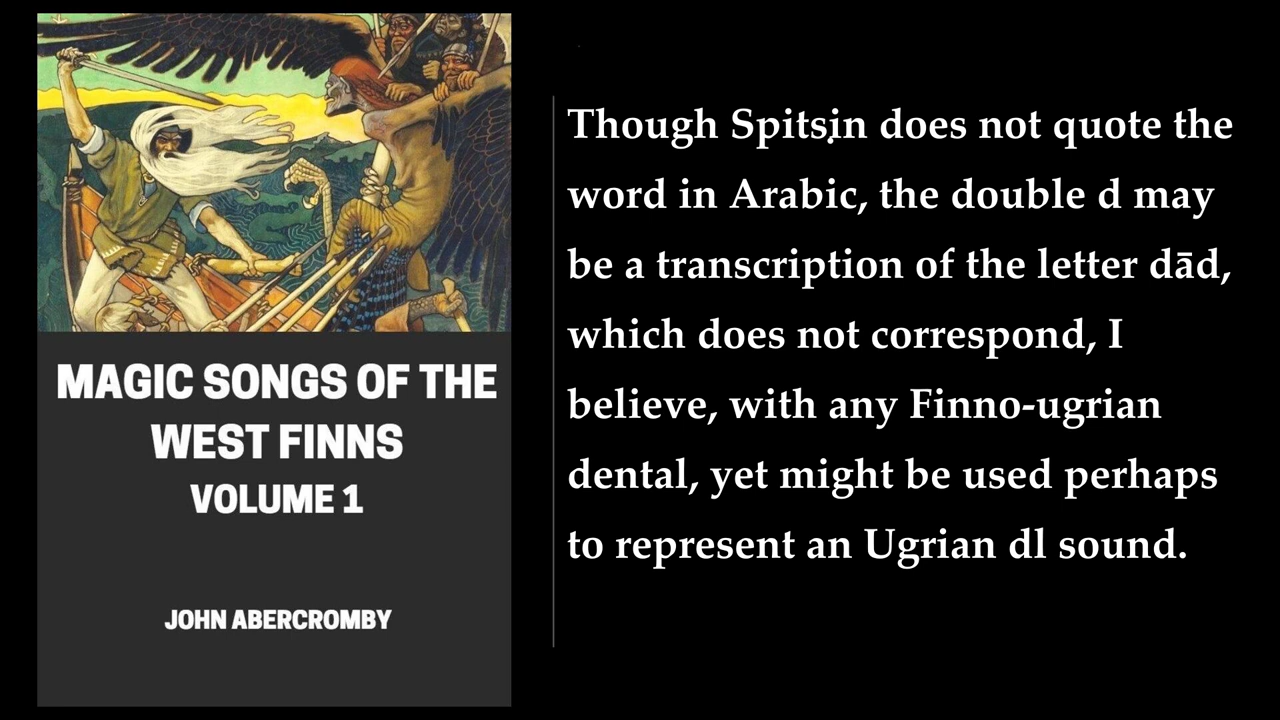 MAGIC SONGS OF THE
WEST FINNS
VOLUME 1
JOHN ABERCROMBY
Though Spitsịn does not quote the
word in Arabic, the double d may
be a transcription of the letter dād,
which does not correspond, I
believe, with any Finno-ugrian
dental, yet might be used perhaps
to represent an Ugrian dl sound.